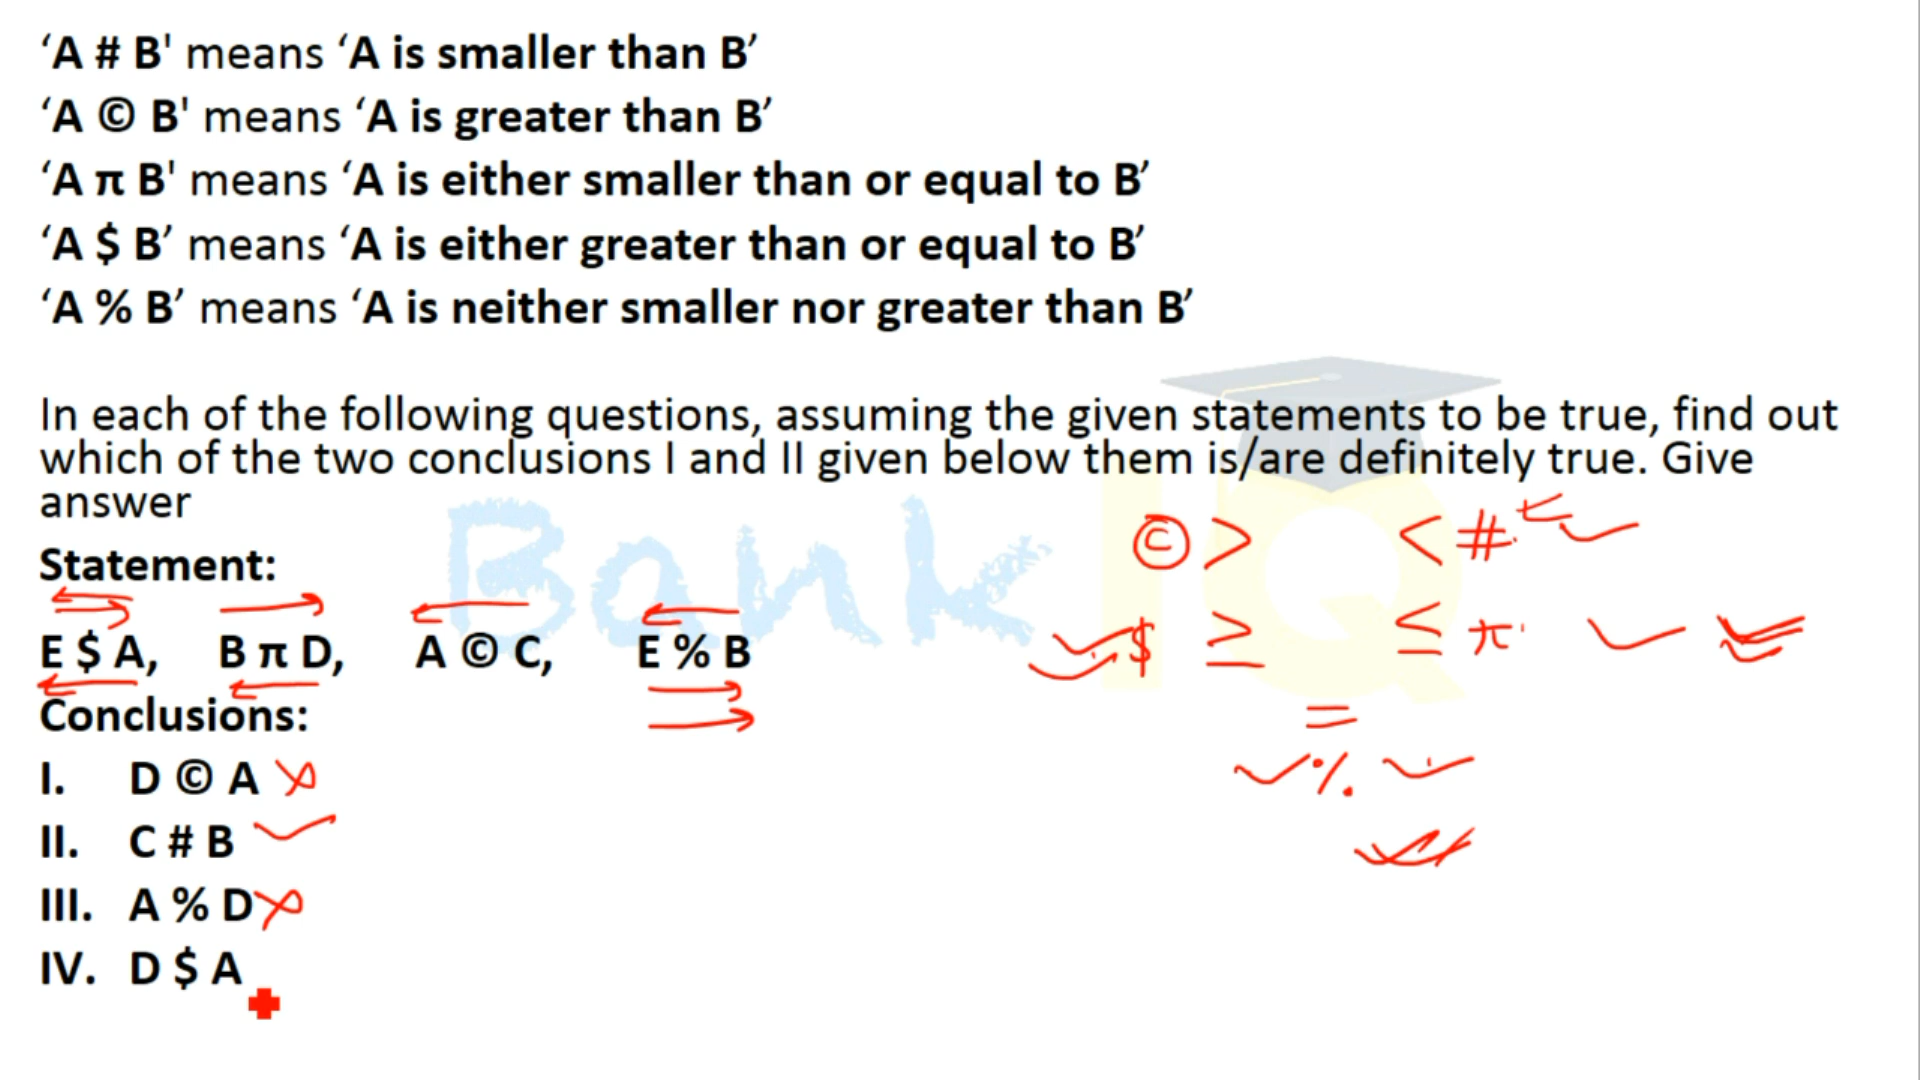 ‘A # B' means ‘A is smaller than B’
‘A © B' means ‘A is greater than B’
‘A π B' means ‘A is either smaller than or equal to B’
‘A $ B’ means ‘A is either greater than or equal to B’
‘A % B’ means ‘A is neither smaller nor greater than B’
In each of the following questions, assuming the given statements to be true, find out
which of the two conclusions I and II given below them is/are definitely true. Give
answer
Bank IQ
© > < #
Statement:
E $ A, B π D, A © C, E % B
$ ≥ ≤ π
Conclusions:
=
I. D © A
%
II. C # B
III. A % D
IV. D $ A